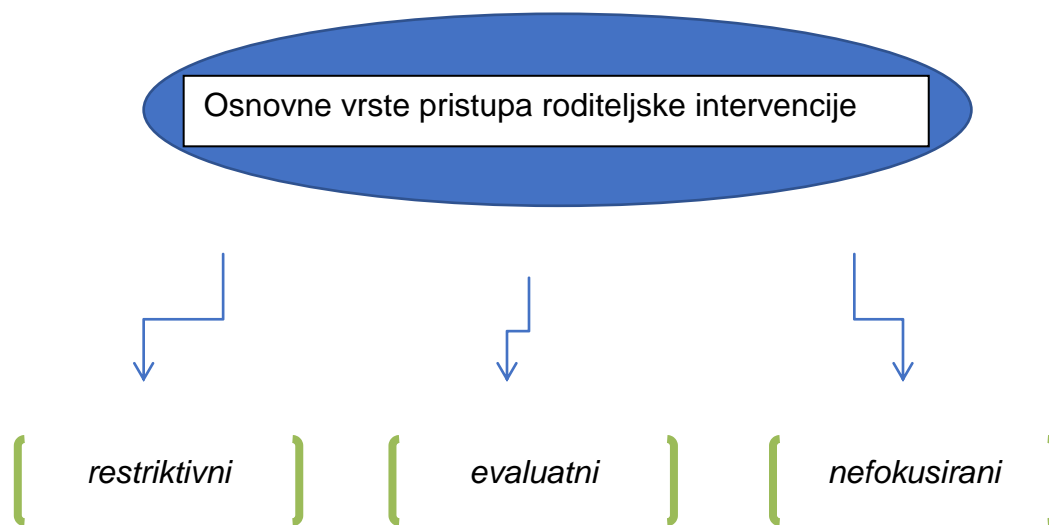 Osnovne vrste pristupa roditeljske intervencije
restriktivni
evaluatni
nefokusirani